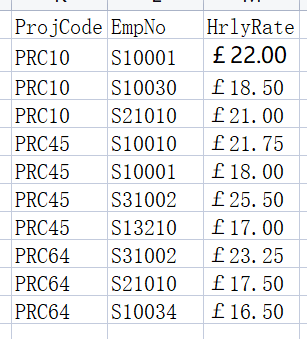 ProjCode EmpNo HrlyRate
PRC10 S10001 £22.00
PRC10 S10030 £18.50
PRC10 S21010 £21.00
PRC45 S10010 £21.75
PRC45 S10001 £18.00
PRC45 S31002 £25.50
PRC45 S13210 £17.00
PRC64 S31002 £23.25
PRC64 S21010 £17.50
PRC64 S10034 £16.50